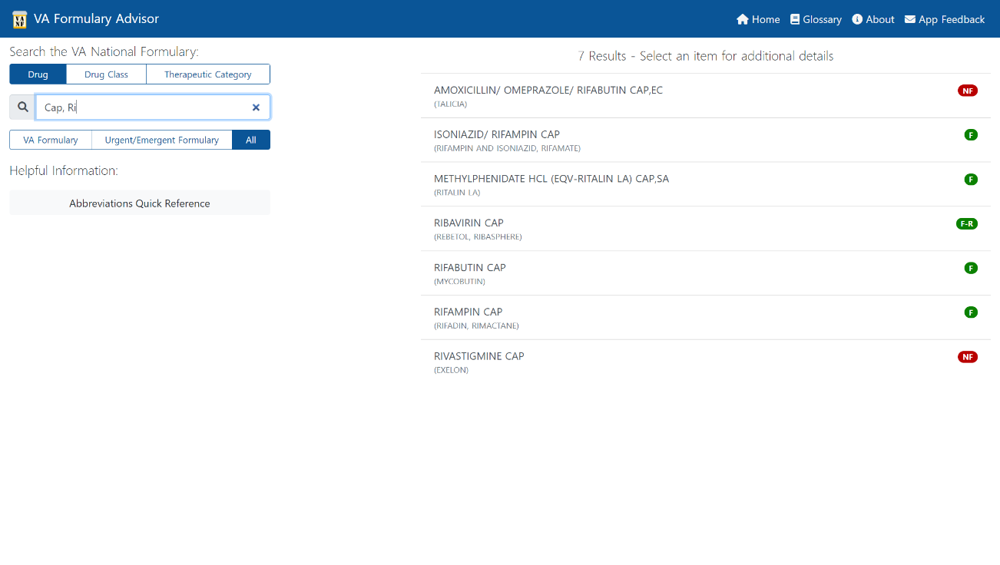 VA NF
VA Formulary Advisor
Home
Glossary
About
App Feedback
Search the VA National Formulary:
Drug
Drug Class
Therapeutic Category
Cap, Ri
VA Formulary
Urgent/Emergent Formulary
All
Helpful Information:
Abbreviations Quick Reference
7 Results - Select an item for additional details
AMOXICILLIN/ OMEPRAZOLE/ RIFABUTIN CAP,EC
NF
(TALICIA)
ISONIAZID/ RIFAMPIN CAP
F
(RIFAMPIN AND ISONIAZID, RIFAMATE)
METHYLPHENIDATE HCL (EQV-RITALIN LA) CAP,SA
F
(RITALIN LA)
RIBAVIRIN CAP
F-R
(REBETOL, RIBASPHERE)
RIFABUTIN CAP
F
(MYCOBUTIN)
RIFAMPIN CAP
F
(RIFADIN, RIMACTANE)
RIVASTIGMINE CAP
NF
(EXELON)